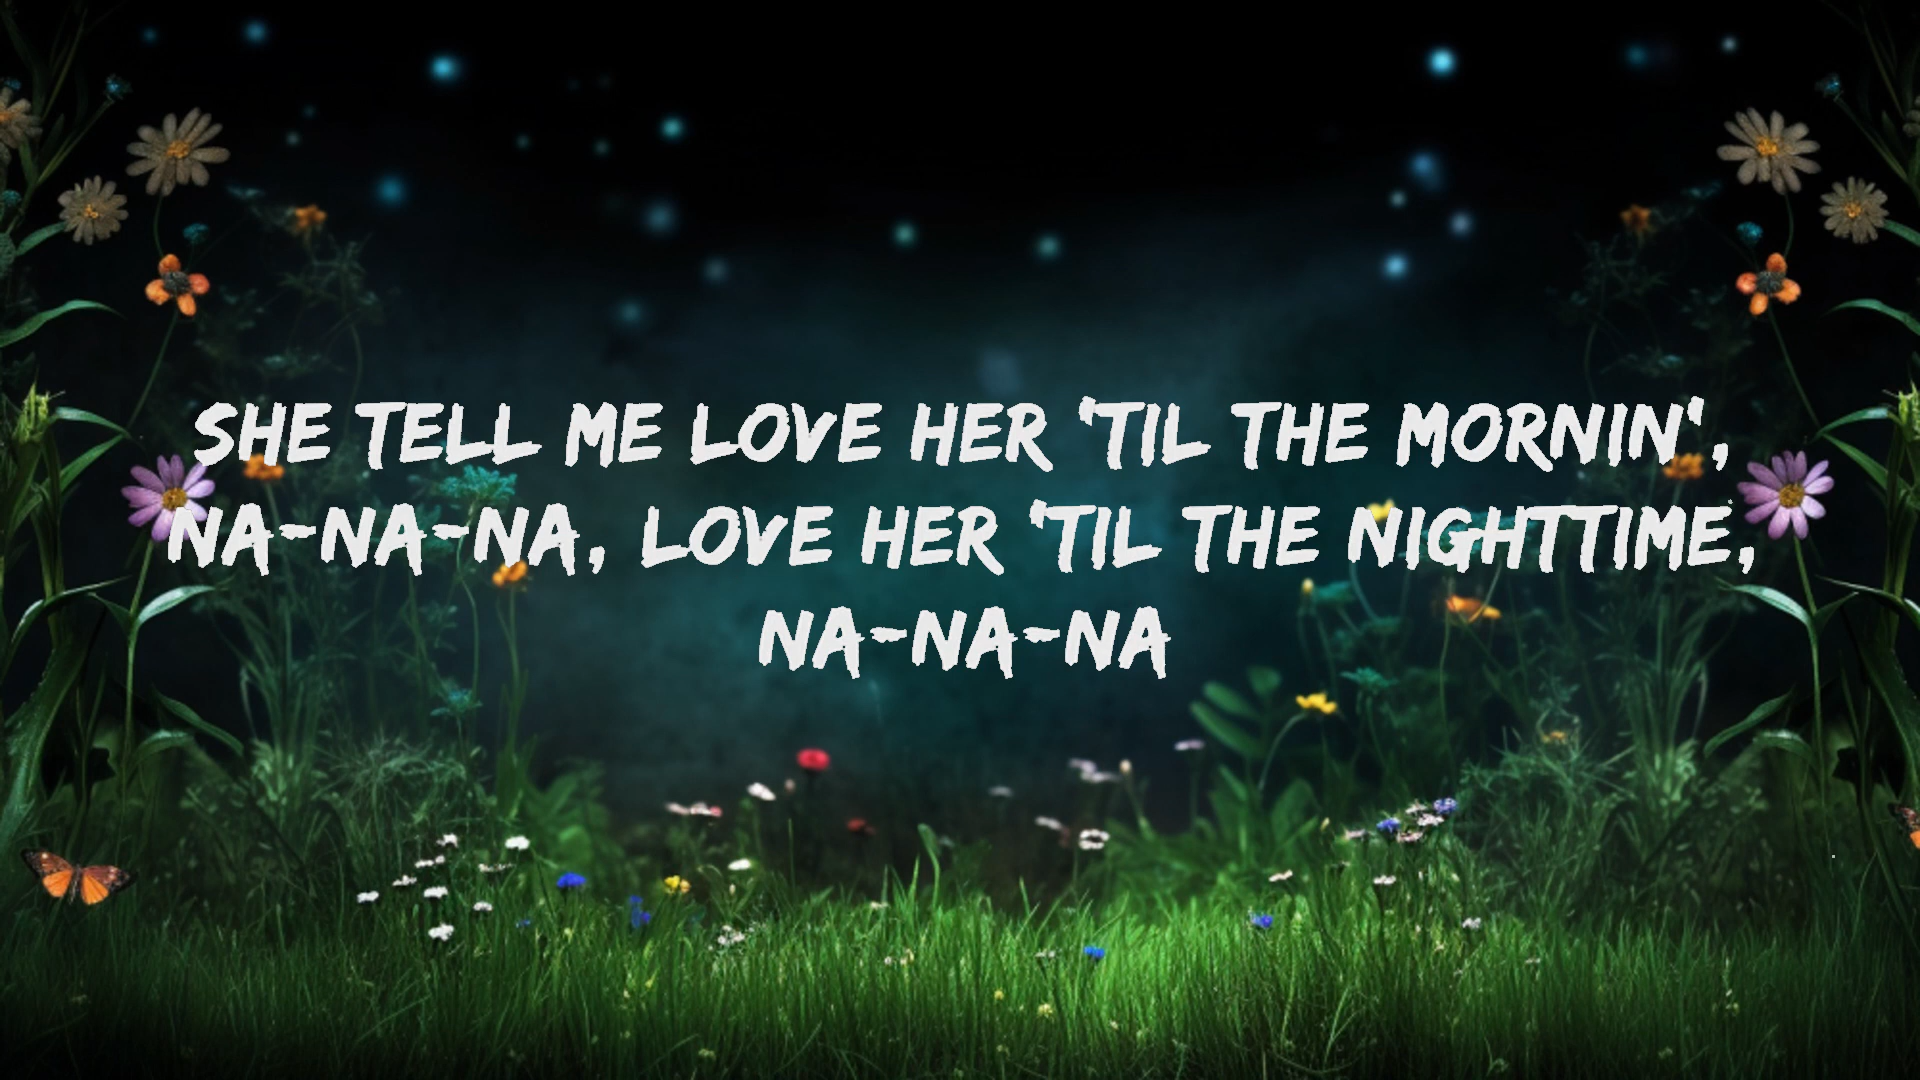 SHE TELL ME LOVE HER 'TIL THE MORNIN',
NA-NA-NA, LOVE HER 'TIL THE NIGHTTIME,
NA-NA-NA